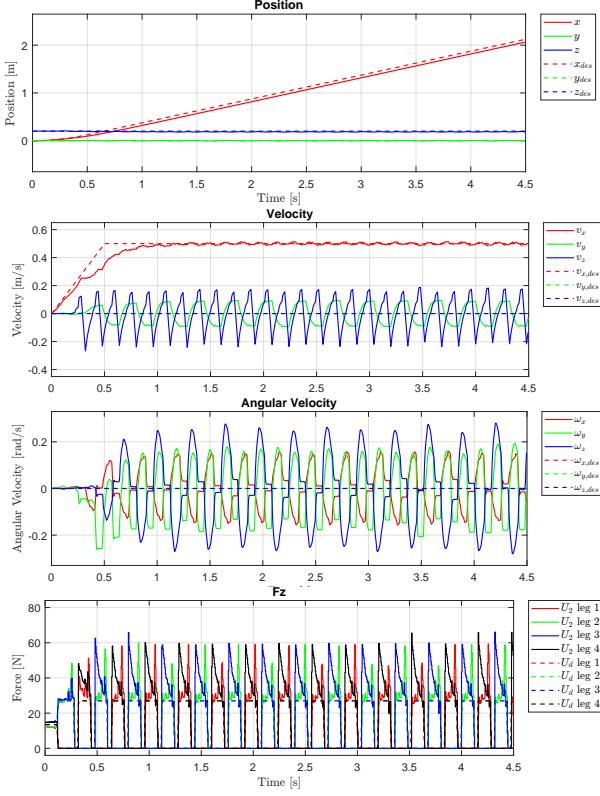 Position
Position [m]
2
1
0
0
0.5
1
1.5
2
2.5
3
3.5
4
4.5
Time [s]
x
y
z
x_des
y_des
z_des
Velocity
Velocity [m/s]
0.6
0.4
0.2
0
-0.2
-0.4
0
0.5
1
1.5
2
2.5
3
3.5
4
4.5
v_x
v_y
v_z
v_x,des
v_y,des
v_z,des
Angular Velocity
Angular Velocity [rad/s]
0.2
0
-0.2
0
0.5
1
1.5
2
2.5
3
3.5
4
4.5
ω_x
ω_y
ω_z
ω_x,des
ω_y,des
ω_z,des
Fz
Force [N]
80
60
40
20
0
0
0.5
1
1.5
2
2.5
3
3.5
4
4.5
Time [s]
U_2 leg 1
U_2 leg 2
U_2 leg 3
U_2 leg 4
U_d leg 1
U_d leg 2
U_d leg 3
U_d leg 4